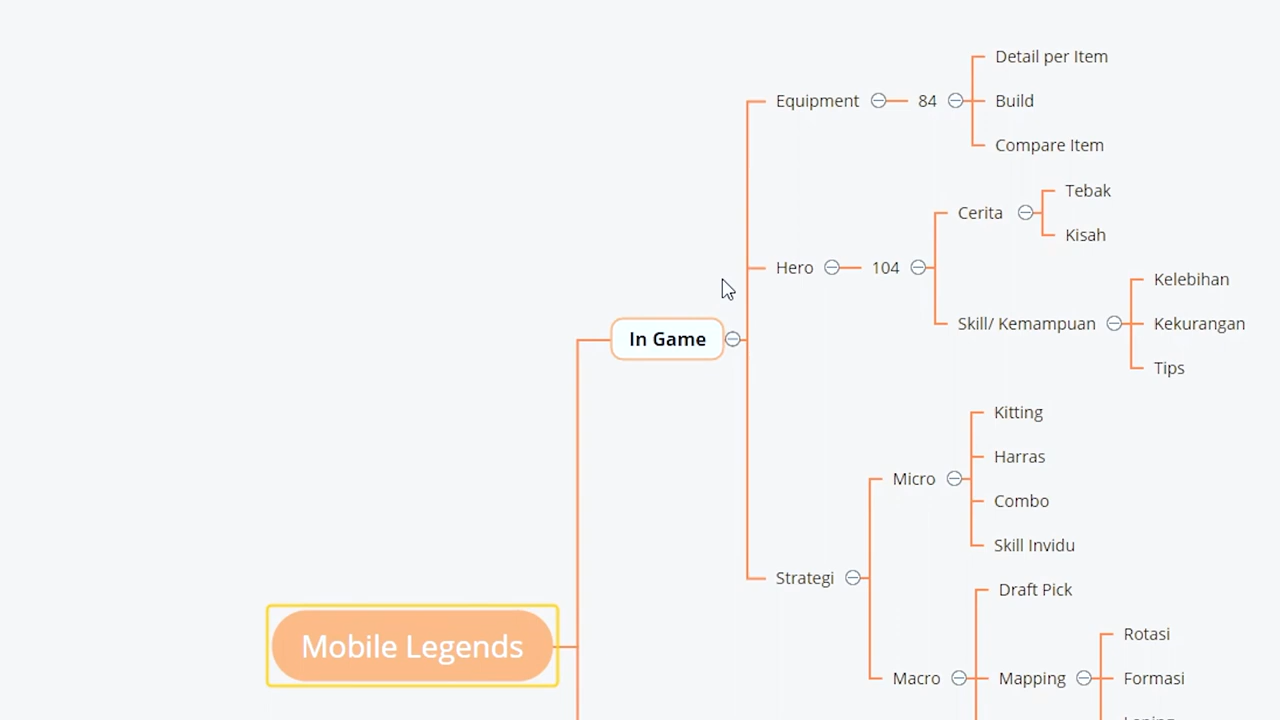 Detail per Item
Equipment
84
Build
Compare Item
Tebak
Cerita
Kisah
Hero
104
Kelebihan
Skill/ Kemampuan
Kekurangan
In Game
Tips
Kitting
Harras
Micro
Combo
Skill Invidu
Strategi
Draft Pick
Rotasi
Mobile Legends
Macro
Mapping
Formasi